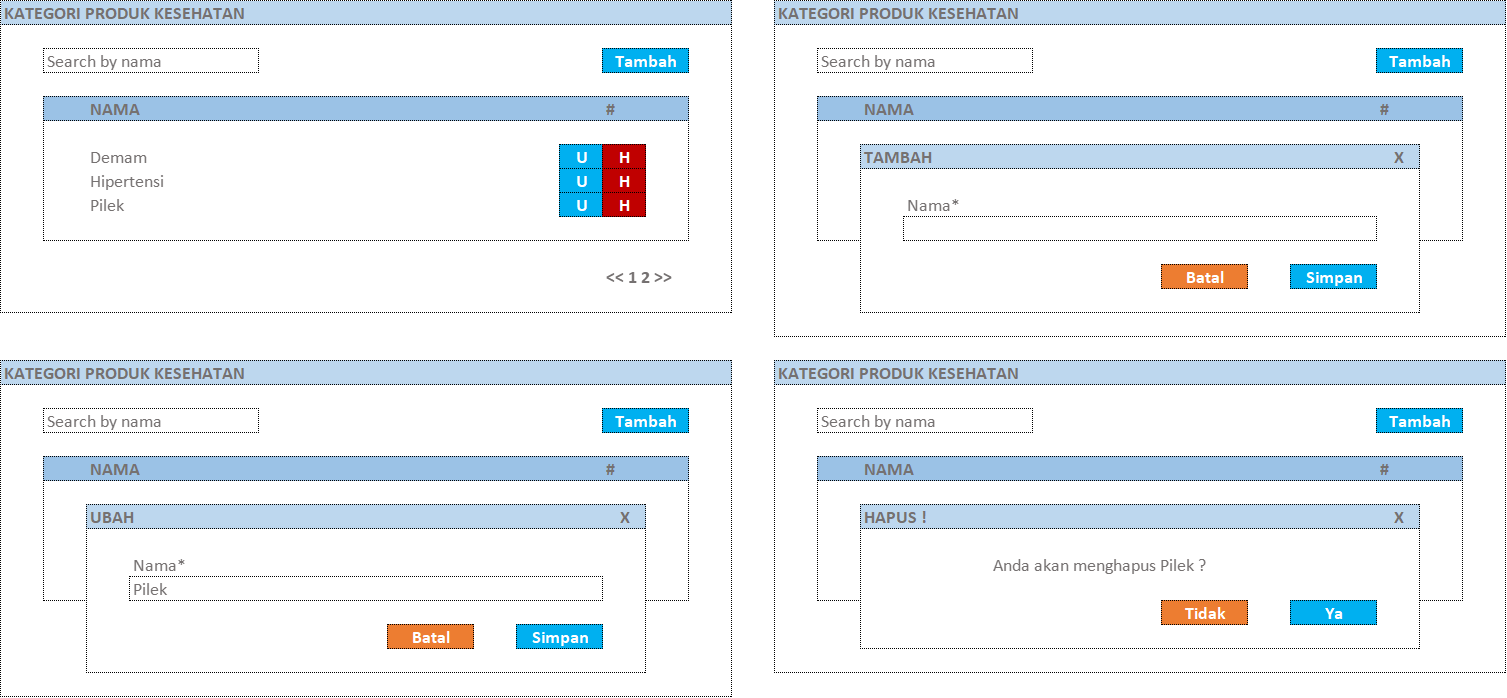 KATEGORI PRODUK KESEHATAN
Search by nama
Tambah
NAMA #
Demam U H
Hipertensi U H
Pilek U H
<< 1 2 >>
KATEGORI PRODUK KESEHATAN
Search by nama
Tambah
NAMA #
TAMBAH X
Nama*
Batal Simpan
KATEGORI PRODUK KESEHATAN
Search by nama
Tambah
NAMA #
UBAH X
Nama*
Pilek
Batal Simpan
KATEGORI PRODUK KESEHATAN
Search by nama
Tambah
NAMA #
HAPUS ! X
Anda akan menghapus Pilek ?
Tidak Ya